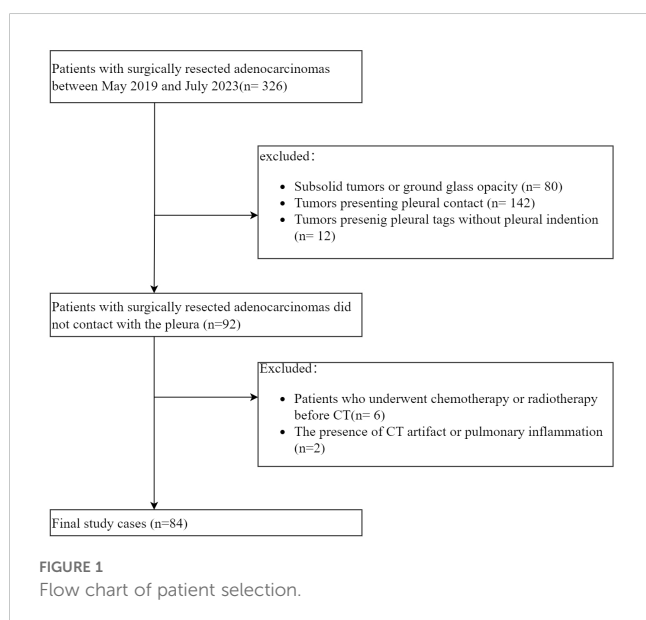 Patients with surgically resected adenocarcinomas
between May 2019 and July 2023(n= 326)
excluded：
• Subsolid tumors or ground glass opacity (n= 80)
• Tumors presenting pleural contact (n= 142)
• Tumors presenig pleural tags without pleural indention
(n= 12)
Patients with surgically resected adenocarcinomas did
not contact with the pleura (n=92)
Excluded：
• Patients who underwent chemotherapy or radiotherapy
before CT(n= 6)
• The presence of CT artifact or pulmonary inflammation
(n=2)
Final study cases (n=84)
FIGURE 1
Flow chart of patient selection.